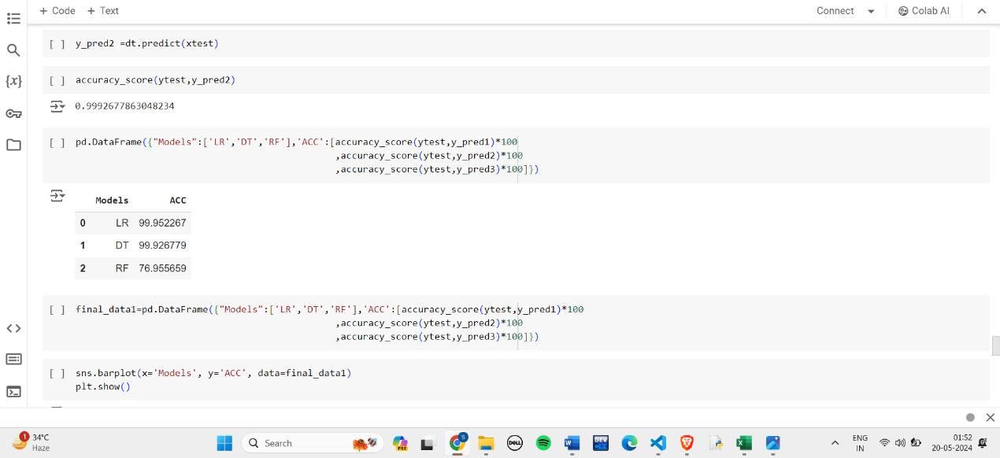 + Code + Text Connect Colab AI
[ ] y_pred2 =dt.predict(xtest)
[ ] accuracy_score(ytest,y_pred2)
0.9992677863048234
[ ] pd.DataFrame({"Models":['LR','DT','RF'],'ACC':[accuracy_score(ytest,y_pred1)*100
,accuracy_score(ytest,y_pred2)*100
,accuracy_score(ytest,y_pred3)*100]})
Models ACC
0 LR 99.952267
1 DT 99.926779
2 RF 76.955659
[ ] final_data1=pd.DataFrame({"Models":['LR','DT','RF'],'ACC':[accuracy_score(ytest,y_pred1)*100
,accuracy_score(ytest,y_pred2)*100
,accuracy_score(ytest,y_pred3)*100]})
[ ] sns.barplot(x='Models', y='ACC', data=final_data1)
plt.show()
1 34°C
Haze
Search
PRE
DELL
DEV
S
ENG
IN
01:52
20-05-2024